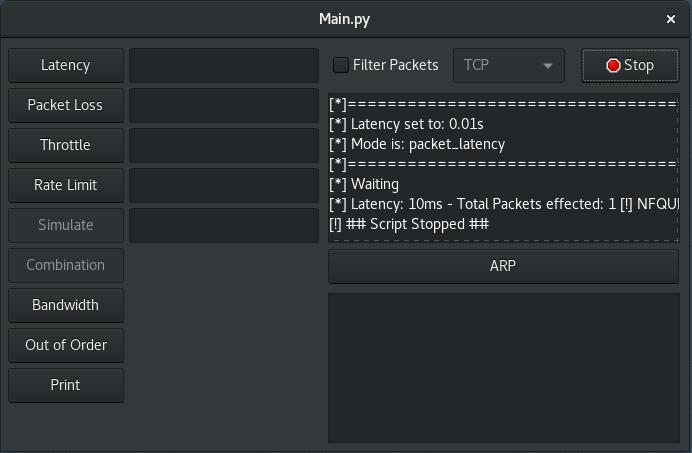 Main.py
×
Latency
Packet Loss
Throttle
Rate Limit
Simulate
Combination
Bandwidth
Out of Order
Print
Filter Packets
TCP
Stop
[*]=================================
[*] Latency set to: 0.01s
[*] Mode is: packet_latency
[*]=================================
[*] Waiting
[*] Latency: 10ms - Total Packets effected: 1 [!] NFQU
[!] ## Script Stopped ##
ARP